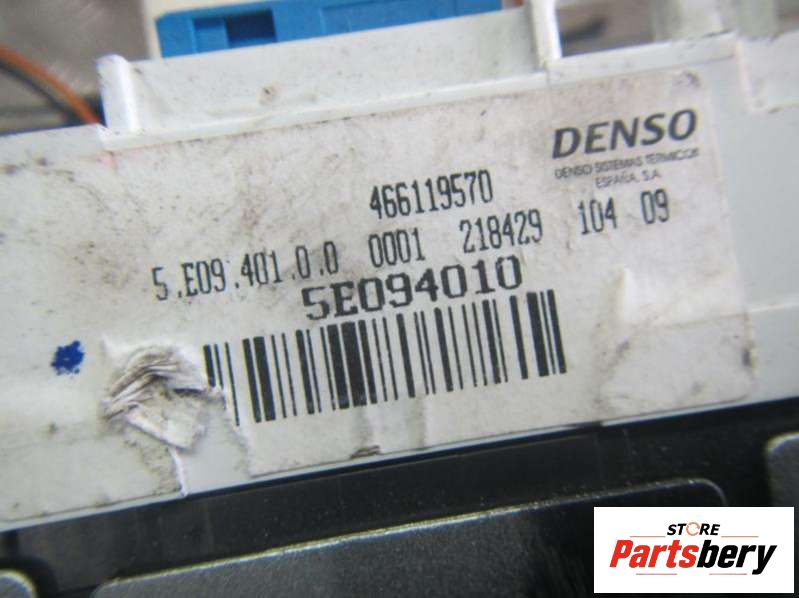 DENSO
DENSO SISTEMAS TERMICOS
ESPAÑA, S.A.
466119570
5.E09.401.0.0 0001 218429 104 09
5E094010
STORE
Partsbery